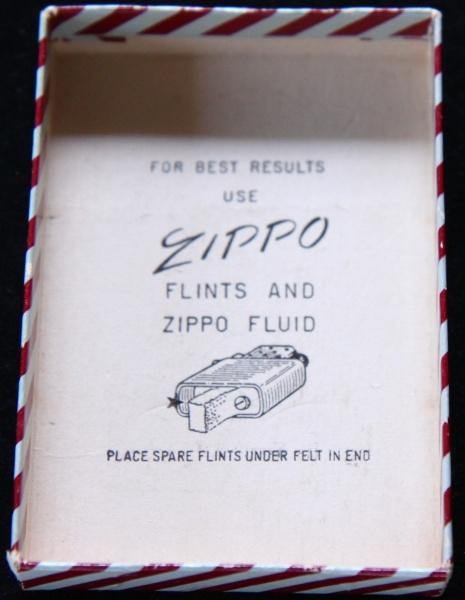 FOR BEST RESULTS
USE
ZIPPO
FLINTS AND
ZIPPO FLUID
PLACE SPARE FLINTS UNDER FELT IN END